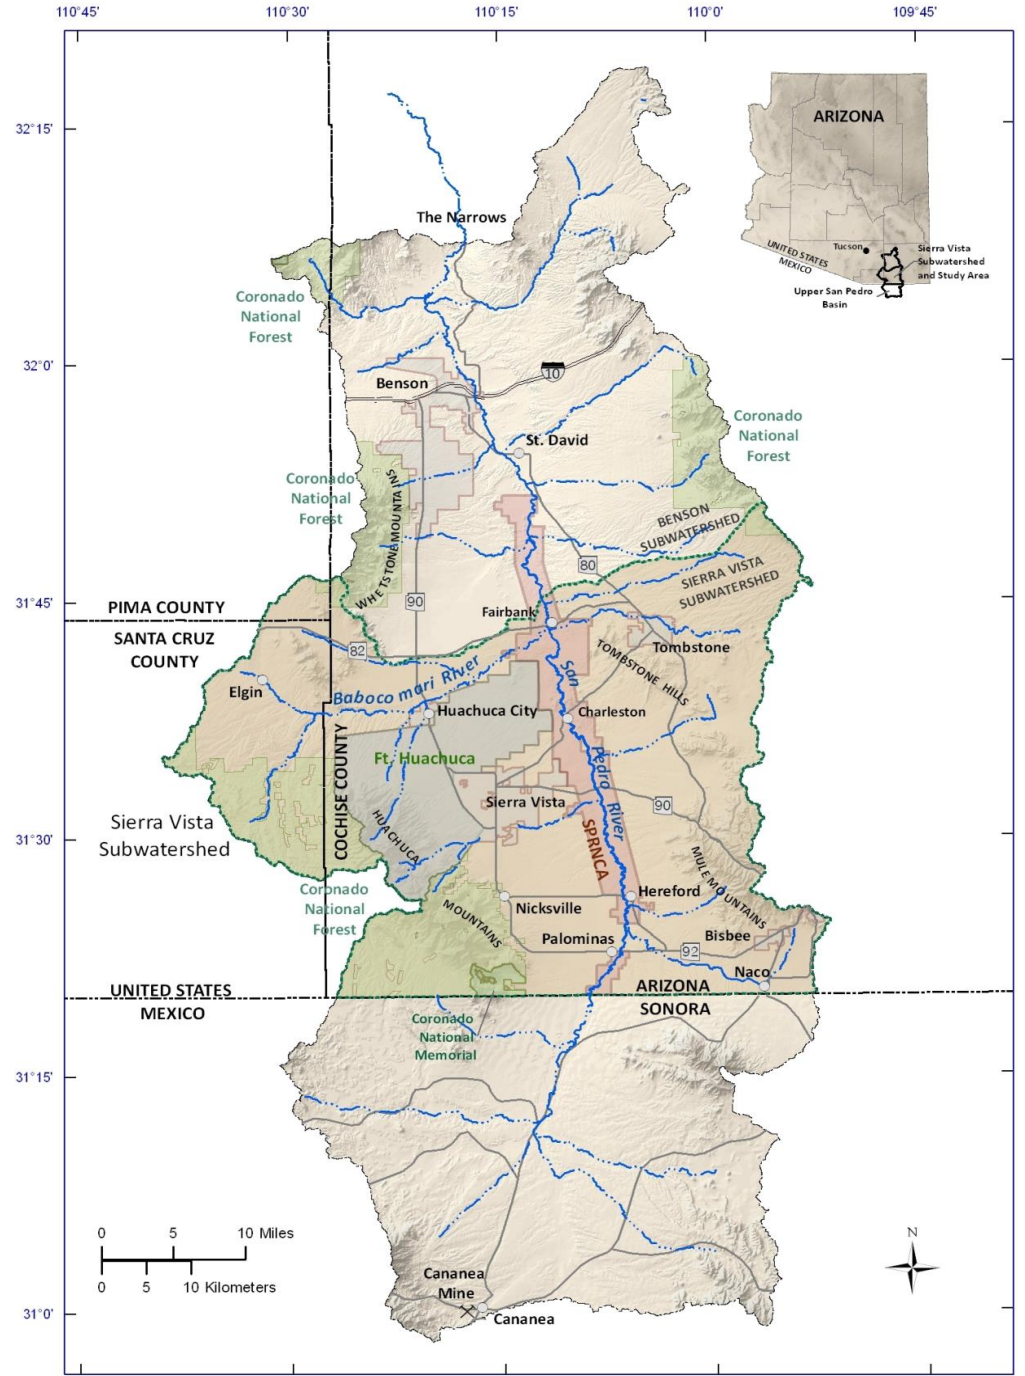 110°45'
110°30'
110°15'
110°0'
109°45'
32°15'
32°0'
31°45'
31°30'
31°15'
31°0'
ARIZONA
Tucson
UNITED STATES
MEXICO
Sierra Vista
Subwatershed
and Study Area
Upper San Pedro
Basin
The Narrows
Coronado
National
Forest
10
Benson
St. David
Coronado
National
Forest
Coronado
National
Forest
WHETSTONE MOUNTAINS
BENSON
SUBWATERSHED
SIERRA VISTA
SUBWATERSHED
80
90
PIMA COUNTY
SANTA CRUZ
COUNTY
Fairbank
82
Tombstone
TOMBSTONE HILLS
Elgin
Babocomari River
San Pedro River
Huachuca City
Charleston
Ft. Huachuca
COCHISE COUNTY
Sierra Vista
90
Sierra Vista
Subwatershed
HUACHUCA
MOUNTAINS
SPRNCA
MULE MOUNTAINS
Coronado
National
Forest
Hereford
Nicksville
Palominas
Bisbee
92
Naco
UNITED STATES
MEXICO
ARIZONA
SONORA
Coronado
National
Memorial
0 5 10 Miles
0 5 10 Kilometers
N
Cananea
Mine
Cananea